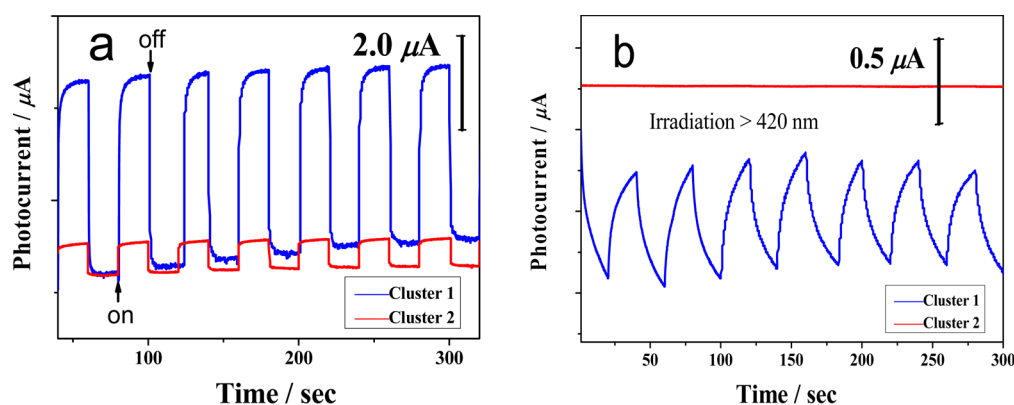 a
off
2.0 μA
on
Cluster 1
Cluster 2
Photocurrent / μA
100
200
300
Time / sec
b
0.5 μA
Irradiation > 420 nm
Cluster 1
Cluster 2
Photocurrent / μA
50
100
150
200
250
300
Time / sec